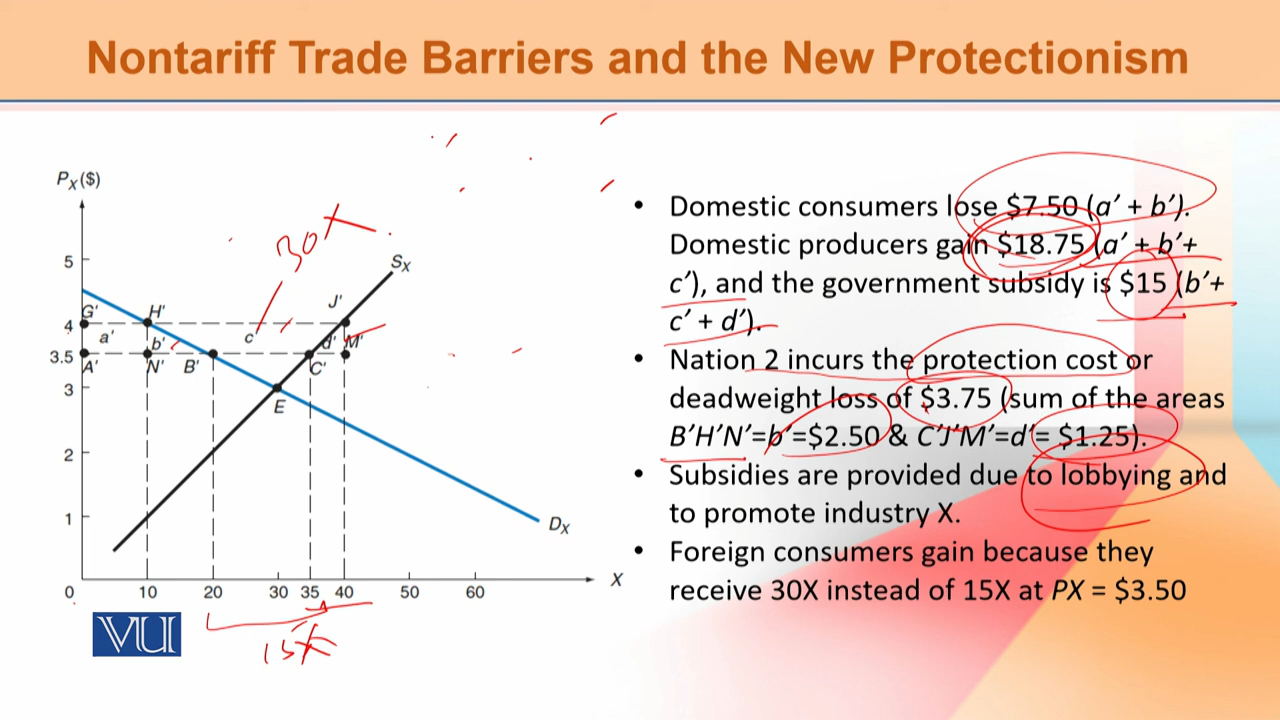 Nontariff Trade Barriers and the New Protectionism
Px($)
5
4
3.5
3
2
1
0
10
20
30
35
40
50
60
X
Sx
Dx
G′
H′
J′
a′
b′
c′
d′
M′
A′
N′
B′
C′
E
30X
15X
VU
• Domestic consumers lose $7.50 (a′ + b′).
Domestic producers gain $18.75 (a′ + b′+
c′), and the government subsidy is $15 (b′+
c′ + d′).
• Nation 2 incurs the protection cost or
deadweight loss of $3.75 (sum of the areas
B′H′N′=b′=$2.50 & C′J′M′=d′= $1.25).
• Subsidies are provided due to lobbying and
to promote industry X.
• Foreign consumers gain because they
receive 30X instead of 15X at PX = $3.50